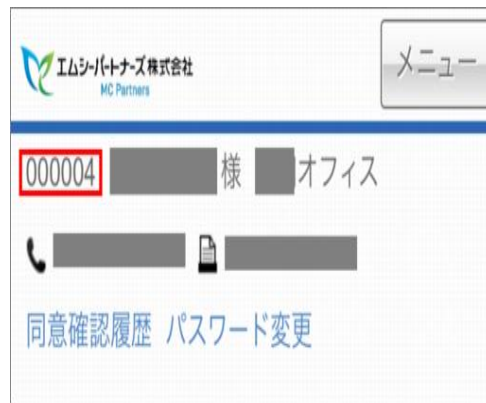 エムシーパートナーズ株式会社
MC Partners
メニュー
000004 様 オフィス
同意確認履歴 パスワード変更